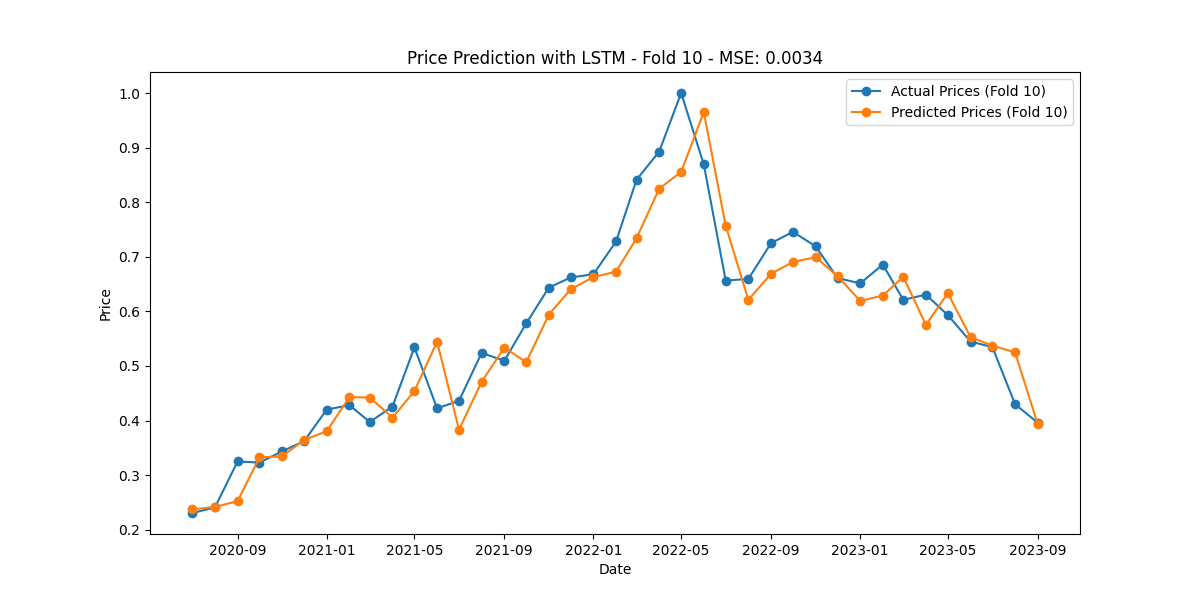 Price Prediction with LSTM - Fold 10 - MSE: 0.0034
Actual Prices (Fold 10)
Predicted Prices (Fold 10)
Price
1.0
0.9
0.8
0.7
0.6
0.5
0.4
0.3
0.2
2020-09 2021-01 2021-05 2021-09 2022-01 2022-05 2022-09 2023-01 2023-05 2023-09
Date